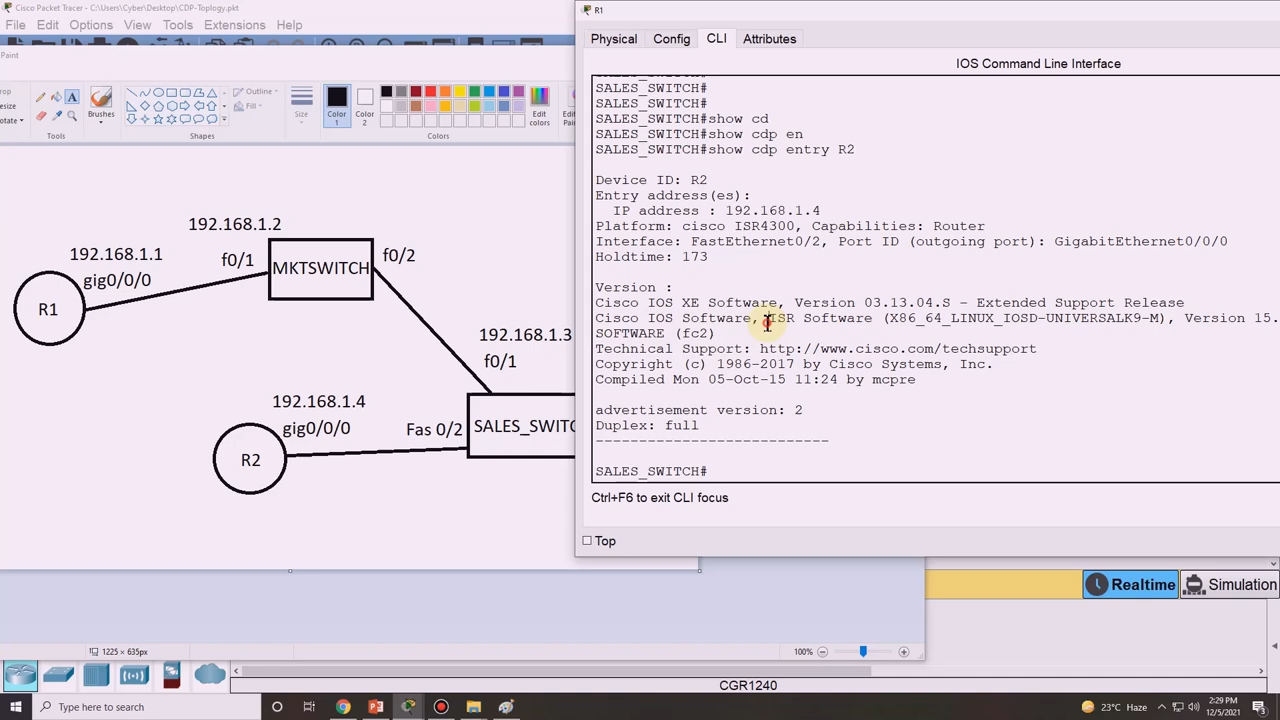 Cisco Packet Tracer - C:\Users\Cyber\Desktop\CDP-Toplogy.pkt
File Edit Options View Tools Extensions Help
Paint
Tools
Brushes
Shapes
Outline
Fill
Size
Color 1
Color 2
Colors
Edit colors
192.168.1.2
192.168.1.1
gig0/0/0
f0/1
MKTSWITCH
f0/2
R1
192.168.1.3
f0/1
192.168.1.4
gig0/0/0
Fas 0/2
R2
1225 × 635px
100%
R1
Physical Config CLI Attributes
IOS Command Line Interface
SALES_SWITCH#
SALES_SWITCH#
SALES_SWITCH#
SALES_SWITCH#show cd
SALES_SWITCH#show cdp en
SALES_SWITCH#show cdp entry R2
Device ID: R2
Entry address(es):
IP address : 192.168.1.4
Platform: cisco ISR4300, Capabilities: Router
Interface: FastEthernet0/2, Port ID (outgoing port): GigabitEthernet0/0/0
Holdtime: 173
Version :
Cisco IOS XE Software, Version 03.13.04.S - Extended Support Release
Cisco IOS Software, ISR Software (X86_64_LINUX_IOSD-UNIVERSALK9-M), Version 15.
SOFTWARE (fc2)
Technical Support: http://www.cisco.com/techsupport
Copyright (c) 1986-2017 by Cisco Systems, Inc.
Compiled Mon 05-Oct-15 11:24 by mcpre
advertisement version: 2
Duplex: full
---------------------------
SALES_SWITCH#
Ctrl+F6 to exit CLI focus
Top
Realtime Simulation
CGR1240
Type here to search
23°C Haze
2:29 PM
12/5/2021